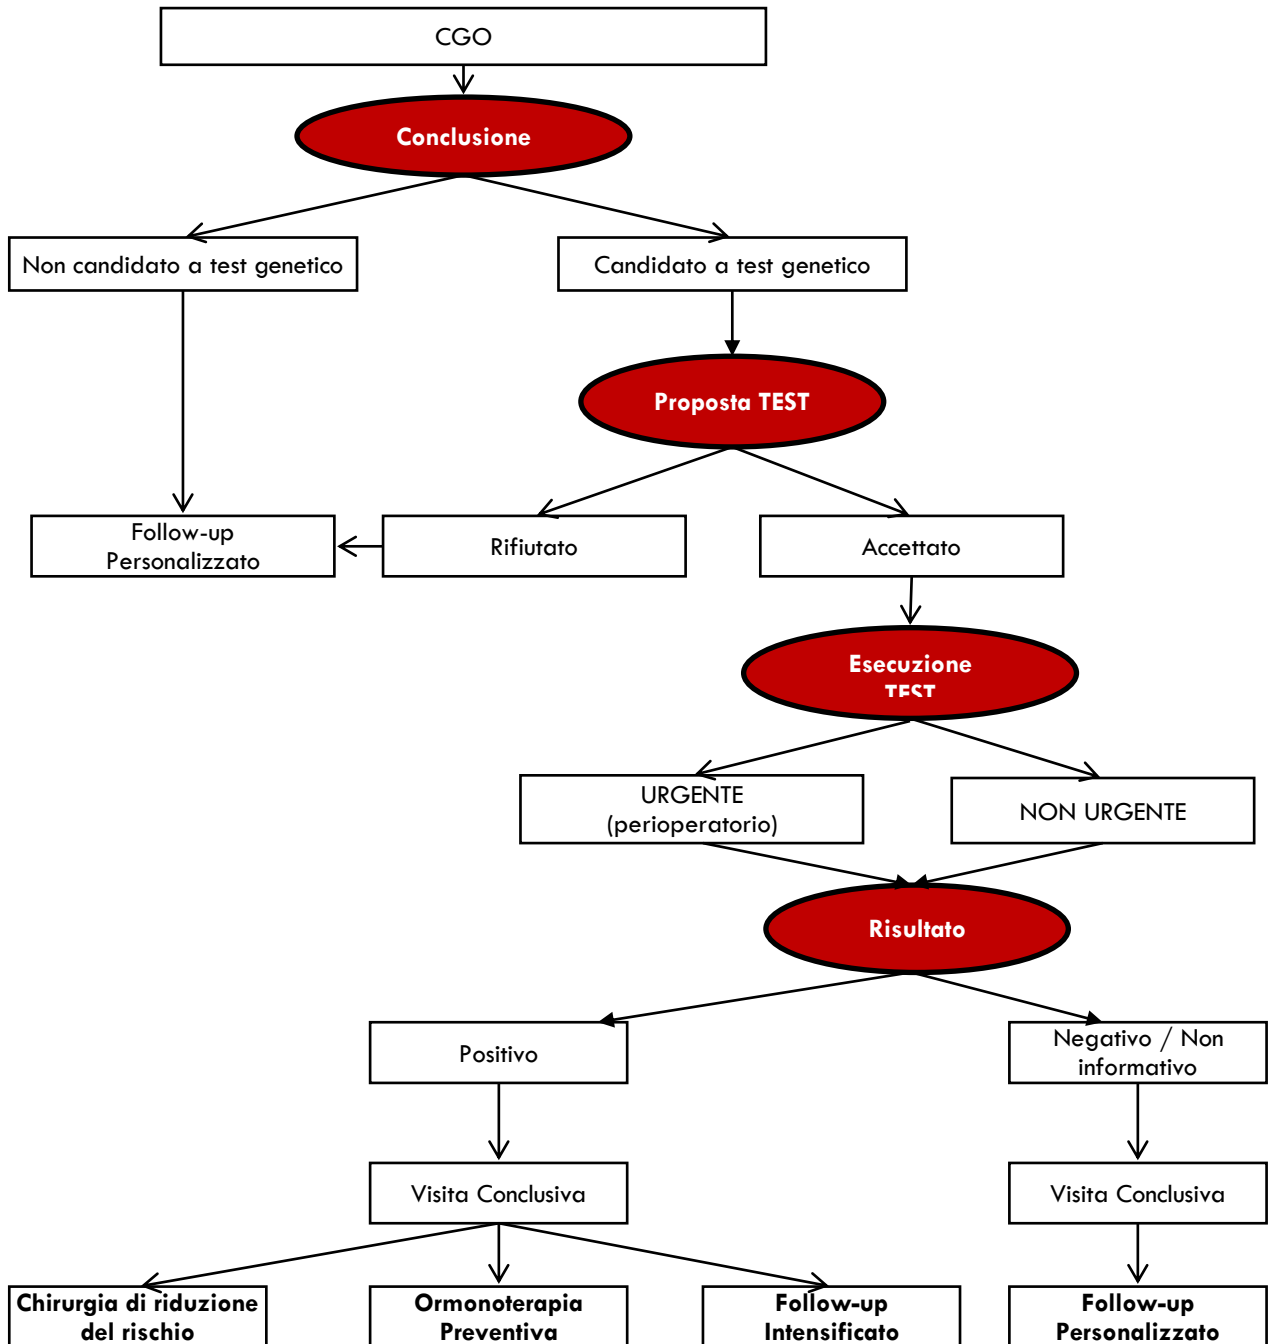 CGO
Conclusione
Non candidato a test genetico
Candidato a test genetico
Proposta TEST
Follow-up
Personalizzato
Rifiutato
Accettato
Esecuzione
TEST
URGENTE
(perioperatorio)
NON URGENTE
Risultato
Positivo
Negativo / Non
informativo
Visita Conclusiva
Visita Conclusiva
Chirurgia di riduzione
del rischio
Ormonoterapia
Preventiva
Follow-up
Intensificato
Follow-up
Personalizzato